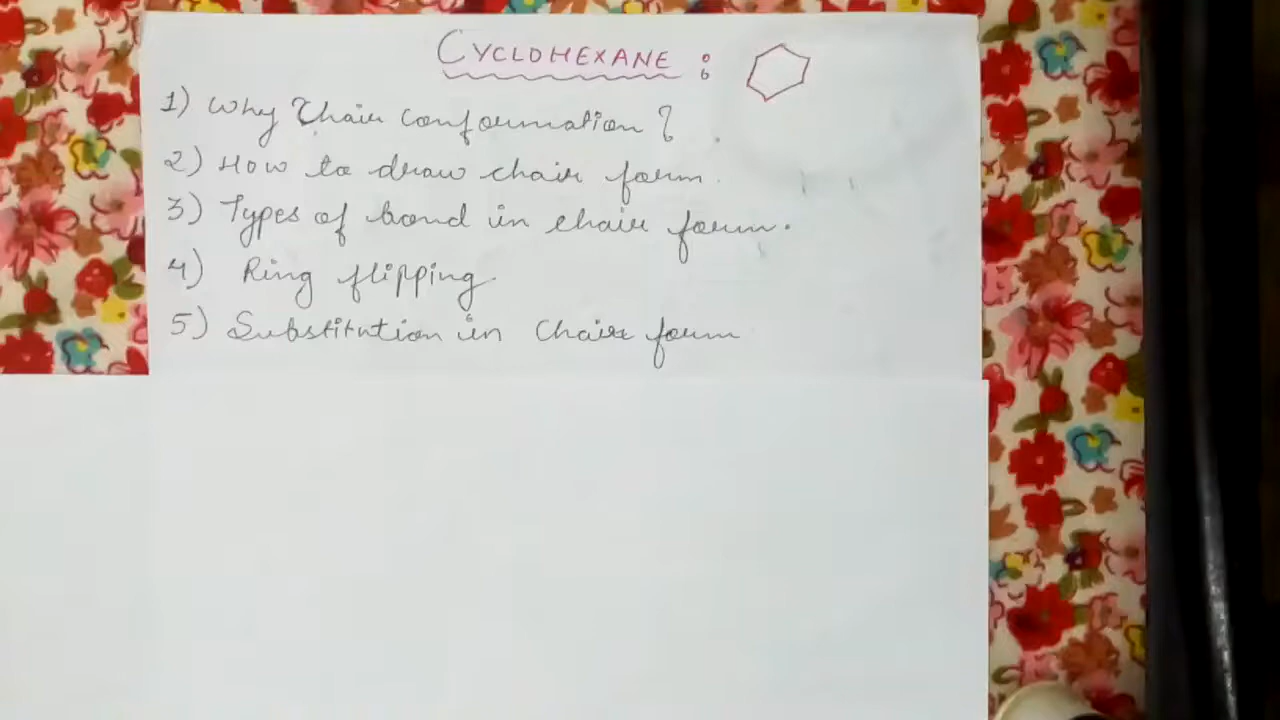 CYCLOHEXANE :
1) Why Chair conformation ?
2) How to draw chair form.
3) Types of bond in chair form.
4) Ring flipping
5) Substitution in Chair form